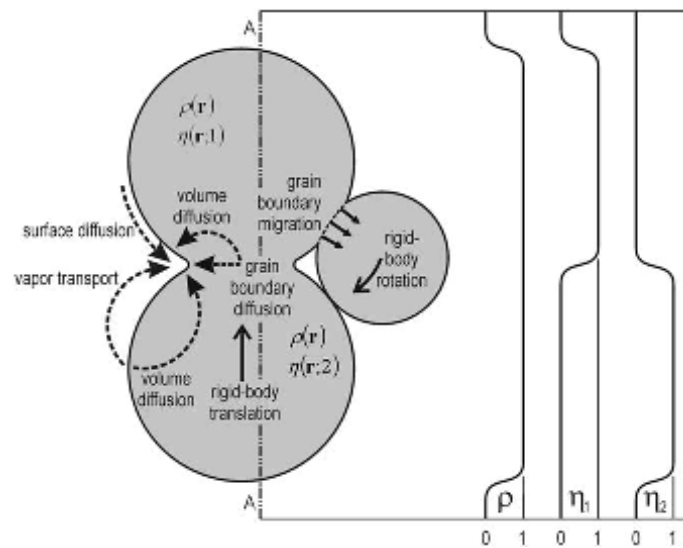 A
ρ(r)
η(r;1)
volume
diffusion
grain
boundary
migration
surface diffusion
vapor transport
grain
boundary
diffusion
rigid-
body
rotation
ρ(r)
η(r;2)
volume
diffusion
rigid-body
translation
A
ρ
η₁
η₂
0 1 0 1 0 1